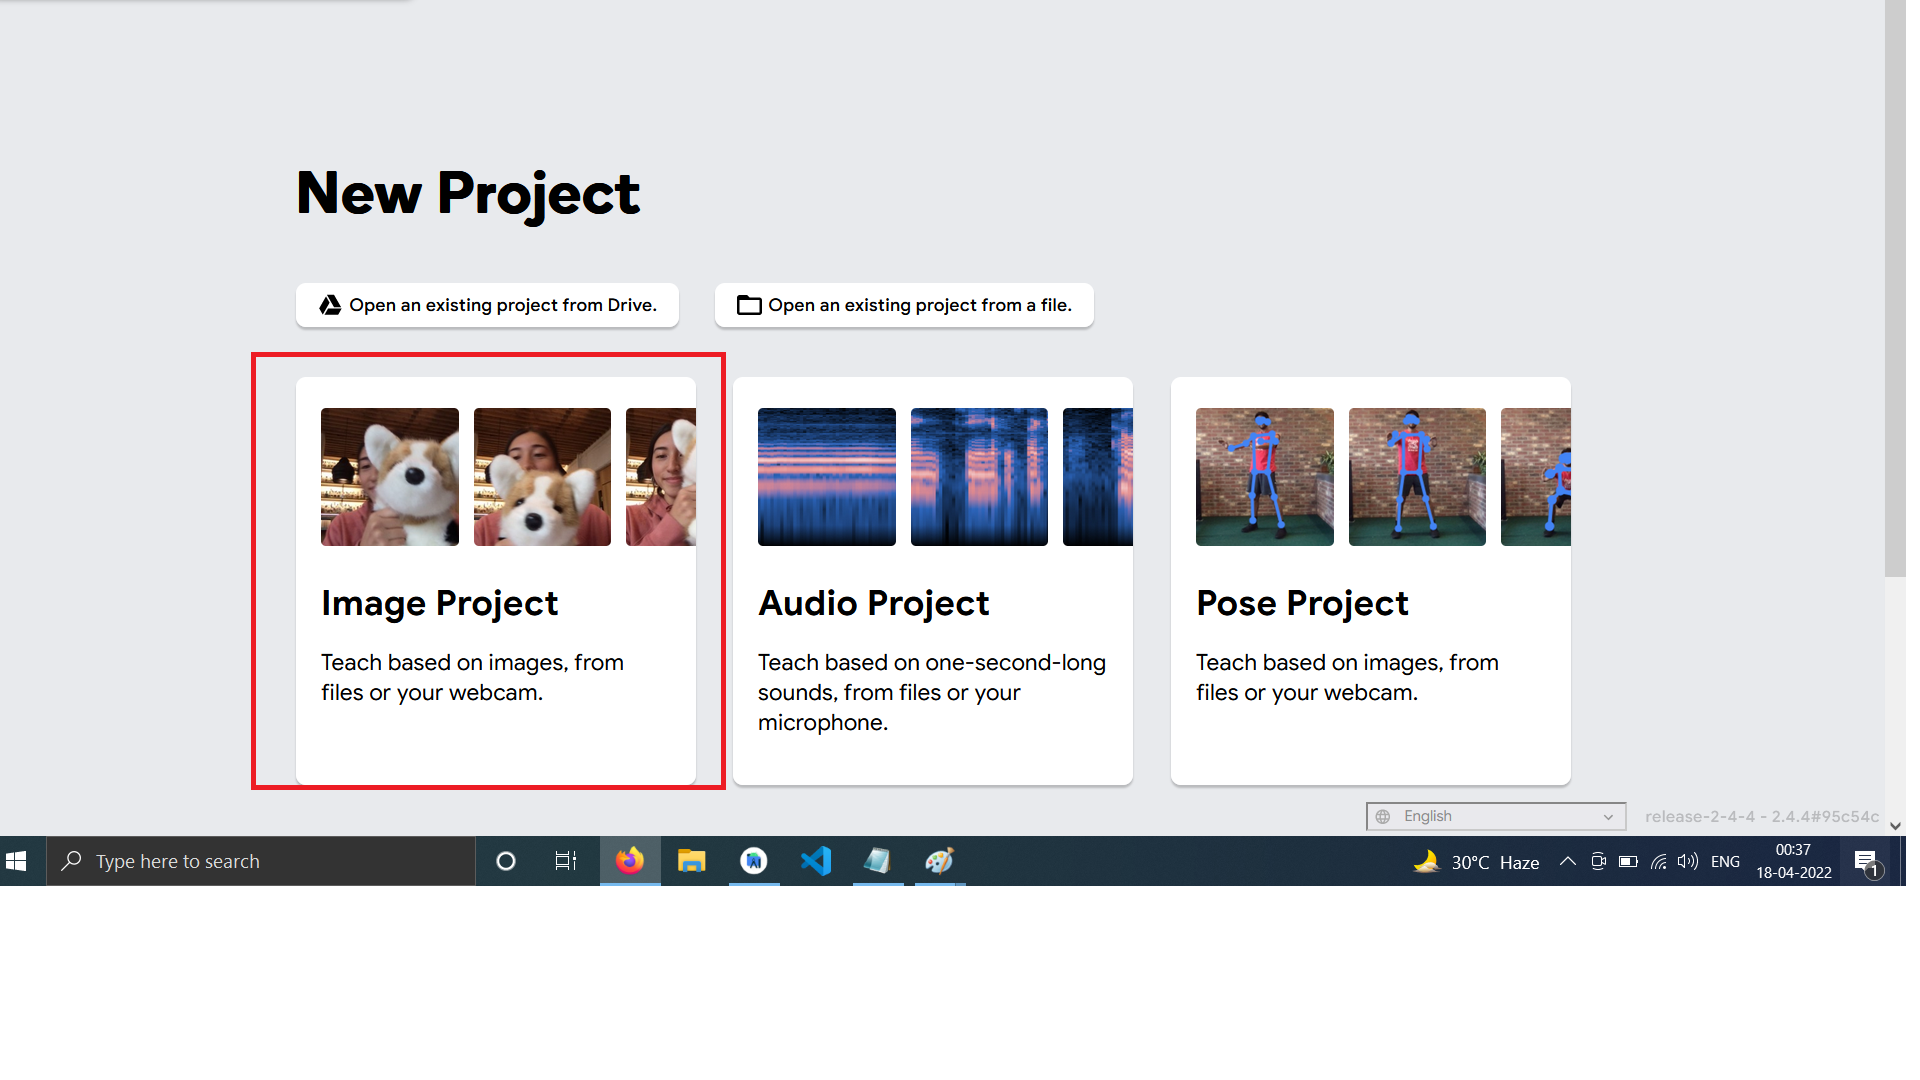 New Project
Open an existing project from Drive.
Open an existing project from a file.
Image Project
Teach based on images, from
files or your webcam.
Audio Project
Teach based on one-second-long
sounds, from files or your
microphone.
Pose Project
Teach based on images, from
files or your webcam.
English
release-2-4-4 - 2.4.4#95c54c
Type here to search
30°C Haze
ENG
00:37
18-04-2022
1